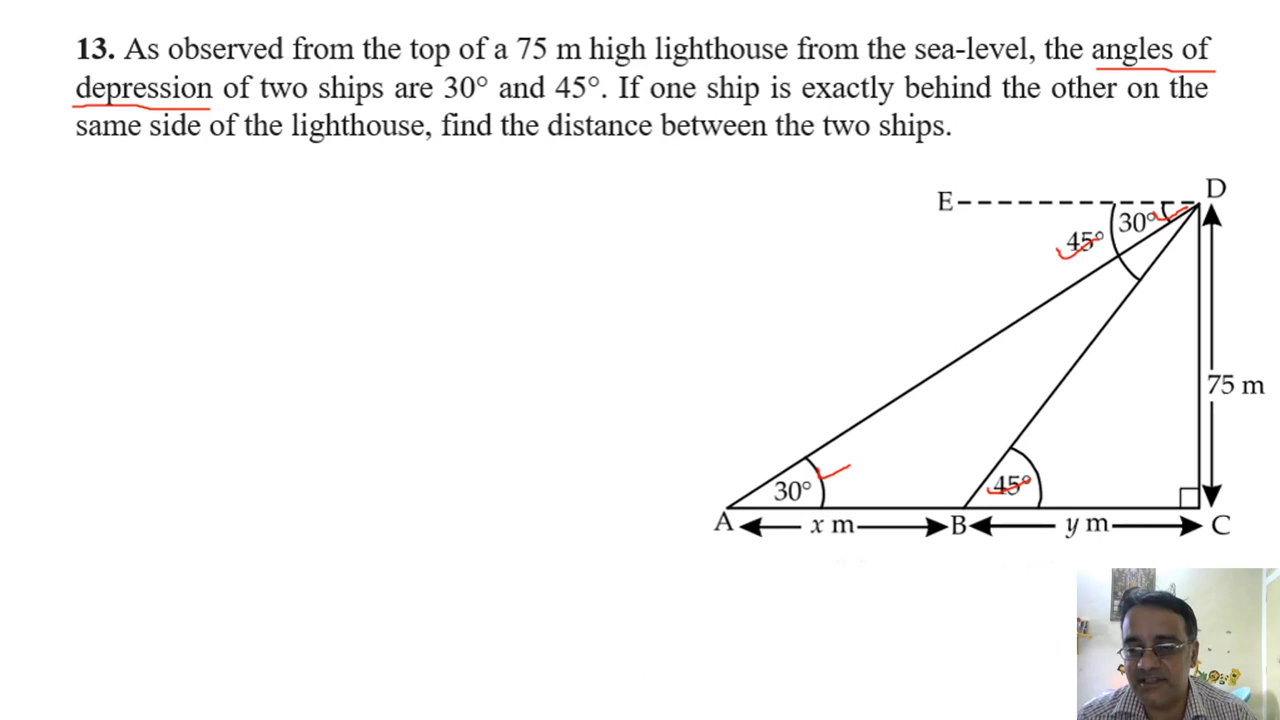 13. As observed from the top of a 75 m high lighthouse from the sea-level, the angles of
depression of two ships are 30° and 45°. If one ship is exactly behind the other on the
same side of the lighthouse, find the distance between the two ships.
D
E
30°
45°
75 m
30°
45°
A
x m
B
y m
C